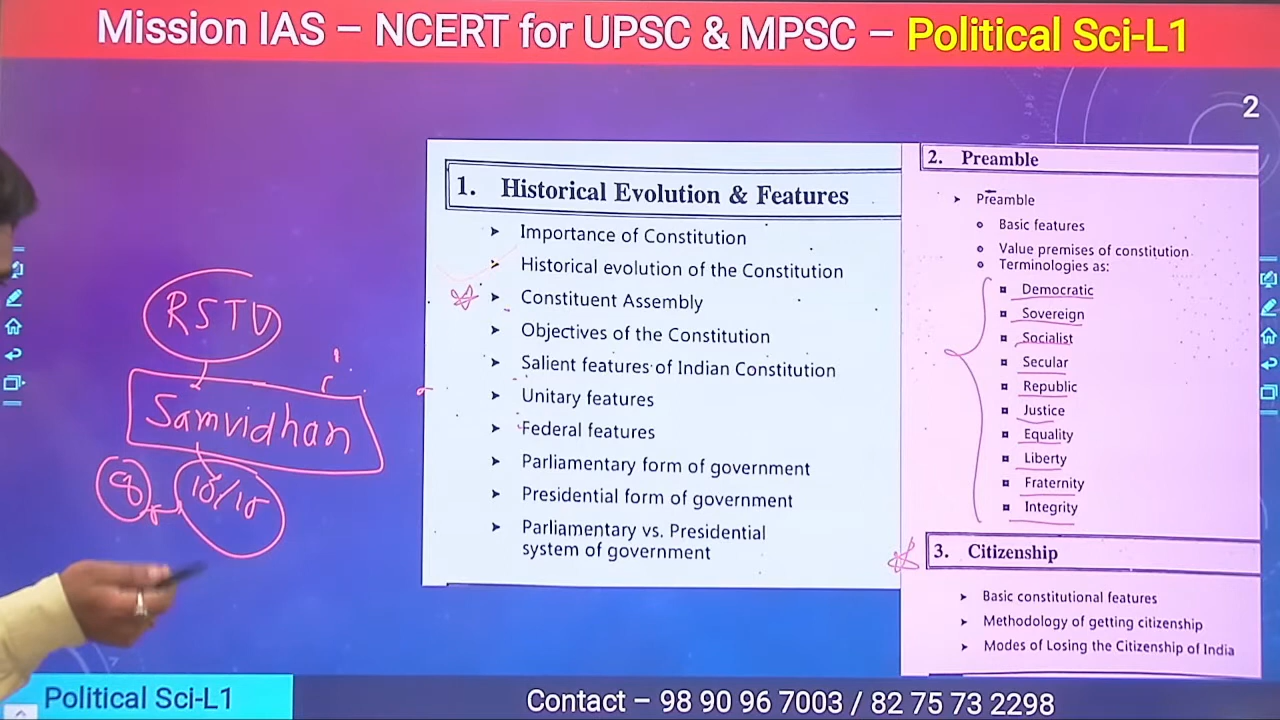 Mission IAS – NCERT for UPSC & MPSC – Political Sci-L1
2
RSTV
Samvidhan
1. Historical Evolution & Features
➤ Importance of Constitution
➤ Historical evolution of the Constitution
➤ Constituent Assembly
➤ Objectives of the Constitution
➤ Salient features of Indian Constitution
➤ Unitary features
➤ Federal features
➤ Parliamentary form of government
➤ Presidential form of government
➤ Parliamentary vs. Presidential
system of government
2. Preamble
➤ Preamble
Basic features
Value premises of constitution
Terminologies as:
Democratic
Sovereign
Socialist
Secular
Republic
Justice
Equality
Liberty
Fraternity
Integrity
3. Citizenship
➤ Basic constitutional features
➤ Methodology of getting citizenship
➤ Modes of Losing the Citizenship of India
Political Sci-L1
Contact – 98 90 96 7003 / 82 75 73 2298